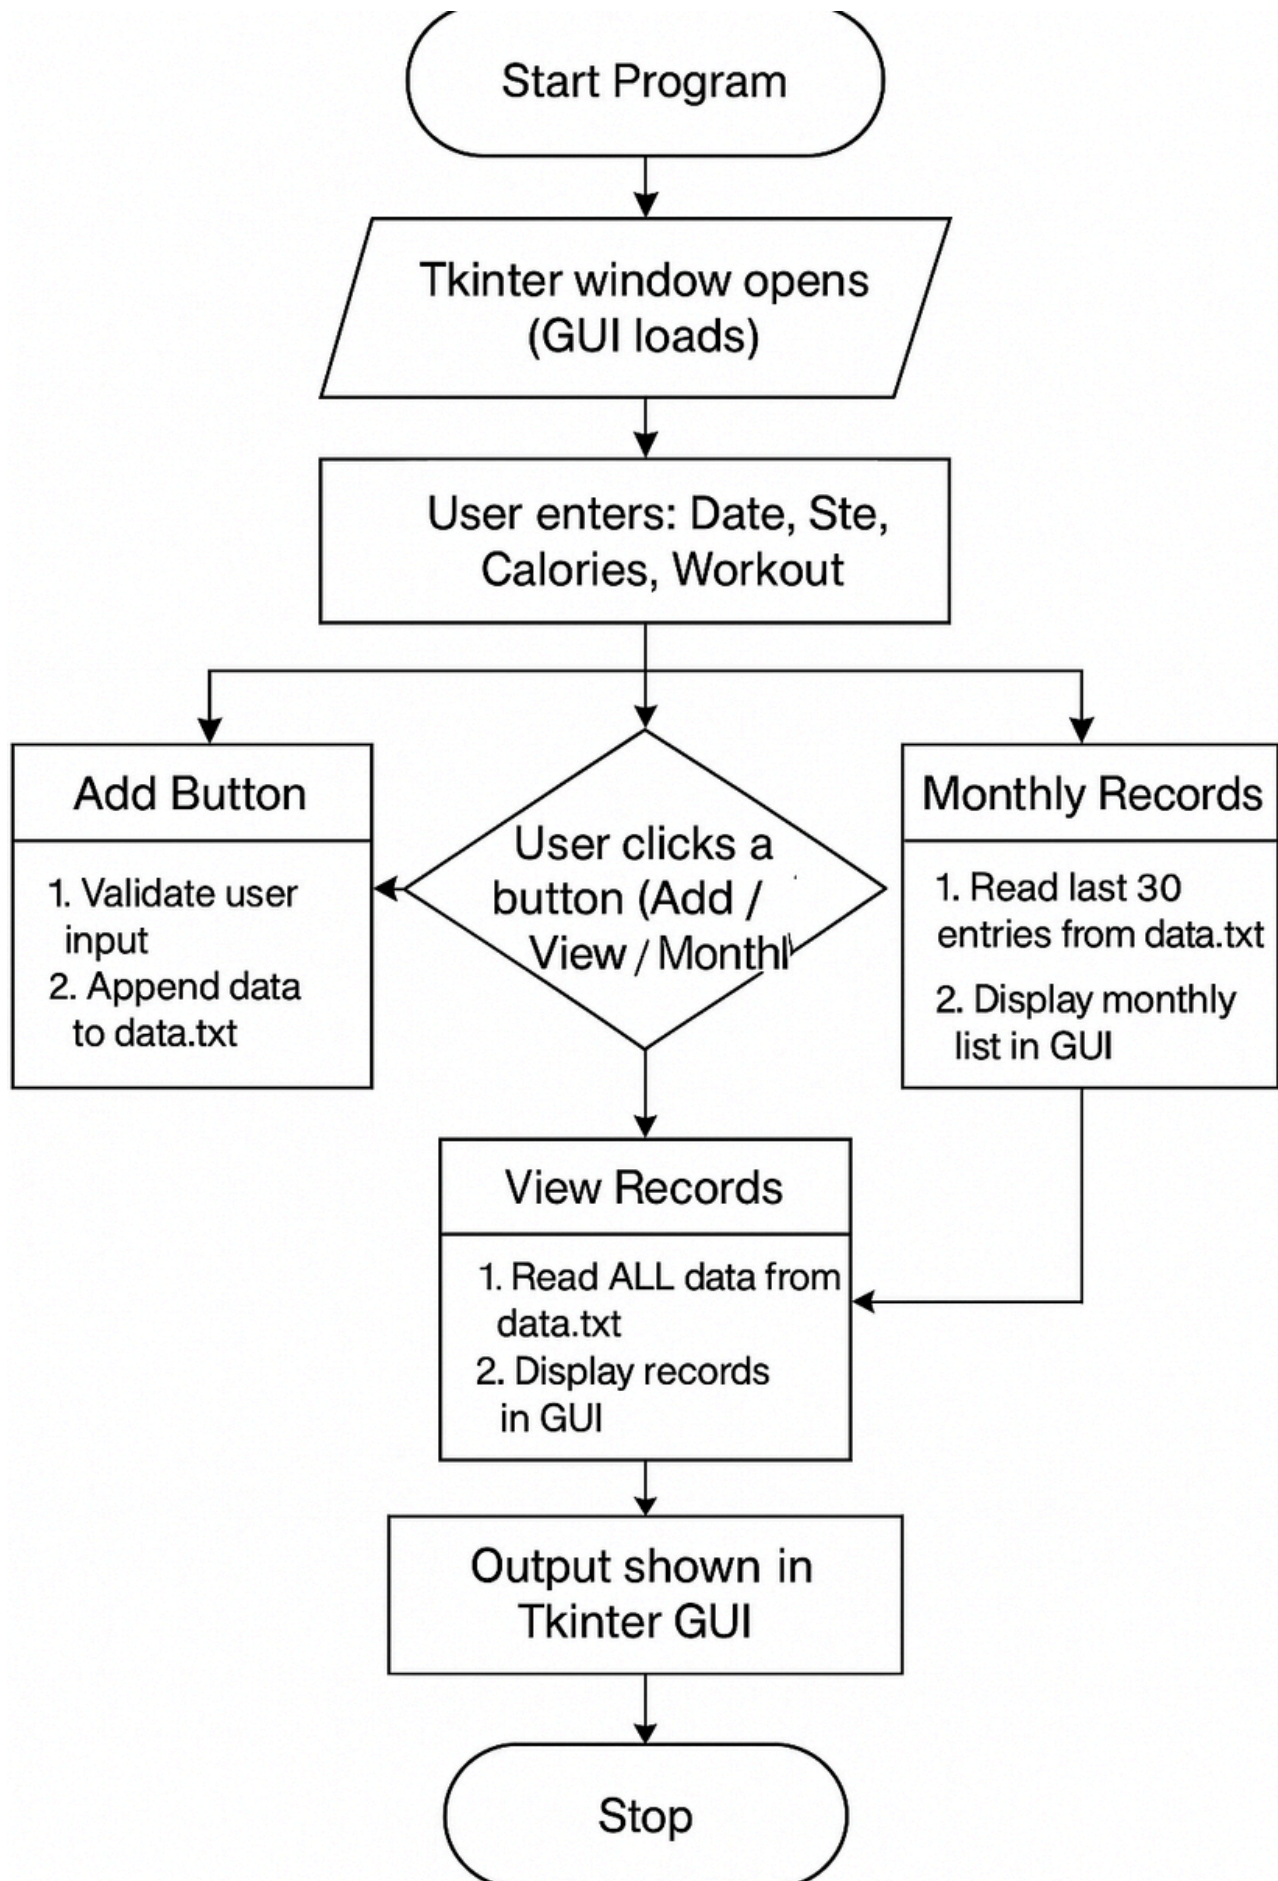 Start Program
Tkinter window opens
(GUI loads)
User enters: Date, Ste,
Calories, Workout
Add Button
1. Validate user
input
2. Append data
to data.txt
User clicks a
button (Add /
View / Monthl
Monthly Records
1. Read last 30
entries from data.txt
2. Display monthly
list in GUI
View Records
1. Read ALL data from
data.txt
2. Display records
in GUI
Output shown in
Tkinter GUI
Stop